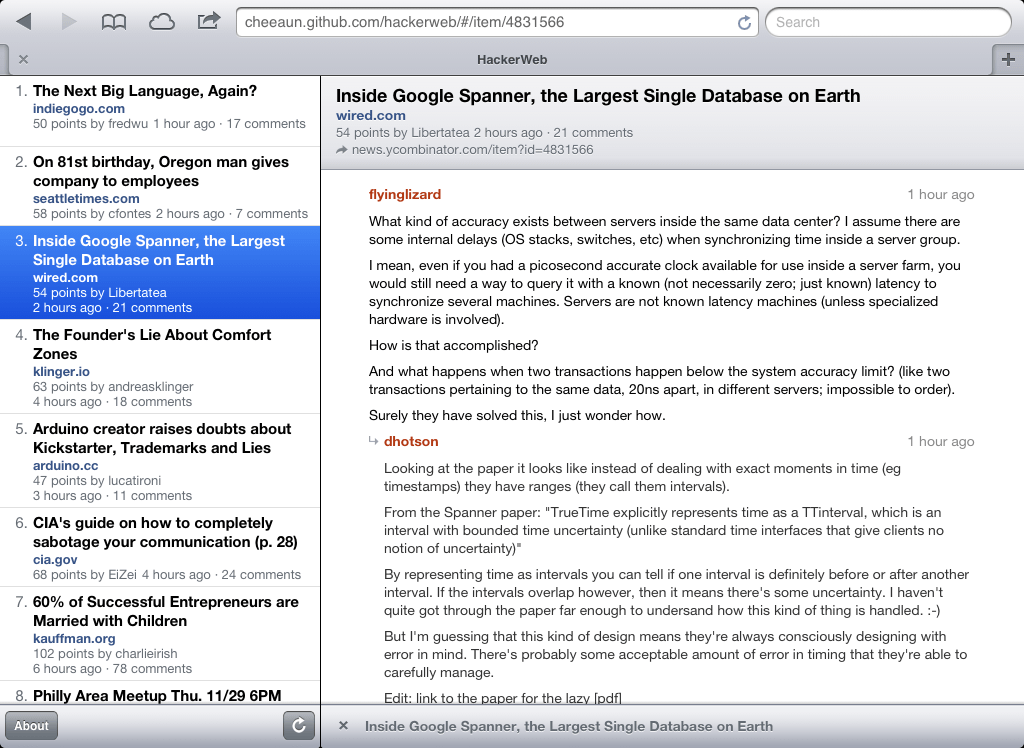 cheeaun.github.com/hackerweb/#/item/4831566
Search
HackerWeb
1. The Next Big Language, Again?
indiegogo.com
50 points by fredwu 1 hour ago · 17 comments
2. On 81st birthday, Oregon man gives
company to employees
seattletimes.com
58 points by cfontes 2 hours ago · 7 comments
3. Inside Google Spanner, the Largest
Single Database on Earth
wired.com
54 points by Libertatea
2 hours ago · 21 comments
4. The Founder's Lie About Comfort
Zones
klinger.io
63 points by andreasklinger
4 hours ago · 18 comments
5. Arduino creator raises doubts about
Kickstarter, Trademarks and Lies
arduino.cc
47 points by lucatironi
3 hours ago · 11 comments
6. CIA's guide on how to completely
sabotage your communication (p. 28)
cia.gov
68 points by EiZei 4 hours ago · 24 comments
7. 60% of Successful Entrepreneurs are
Married with Children
kauffman.org
102 points by charlieirish
6 hours ago · 78 comments
8. Philly Area Meetup Thu. 11/29 6PM
About
Inside Google Spanner, the Largest Single Database on Earth
wired.com
54 points by Libertatea 2 hours ago · 21 comments
news.ycombinator.com/item?id=4831566
flyinglizard 1 hour ago
What kind of accuracy exists between servers inside the same data center? I assume there are
some internal delays (OS stacks, switches, etc) when synchronizing time inside a server group.
I mean, even if you had a picosecond accurate clock available for use inside a server farm, you
would still need a way to query it with a known (not necessarily zero; just known) latency to
synchronize several machines. Servers are not known latency machines (unless specialized
hardware is involved).
How is that accomplished?
And what happens when two transactions happen below the system accuracy limit? (like two
transactions pertaining to the same data, 20ns apart, in different servers; impossible to order).
Surely they have solved this, I just wonder how.
dhotson 1 hour ago
Looking at the paper it looks like instead of dealing with exact moments in time (eg
timestamps) they have ranges (they call them intervals).
From the Spanner paper: "TrueTime explicitly represents time as a TTinterval, which is an
interval with bounded time uncertainty (unlike standard time interfaces that give clients no
notion of uncertainty)"
By representing time as intervals you can tell if one interval is definitely before or after another
interval. If the intervals overlap however, then it means there's some uncertainty. I haven't
quite got through the paper far enough to undersand how this kind of thing is handled. :-)
But I'm guessing that this kind of design means they're always consciously designing with
error in mind. There's probably some acceptable amount of error in timing that they're able to
carefully manage.
Edit: link to the paper for the lazy [pdf]
Inside Google Spanner, the Largest Single Database on Earth